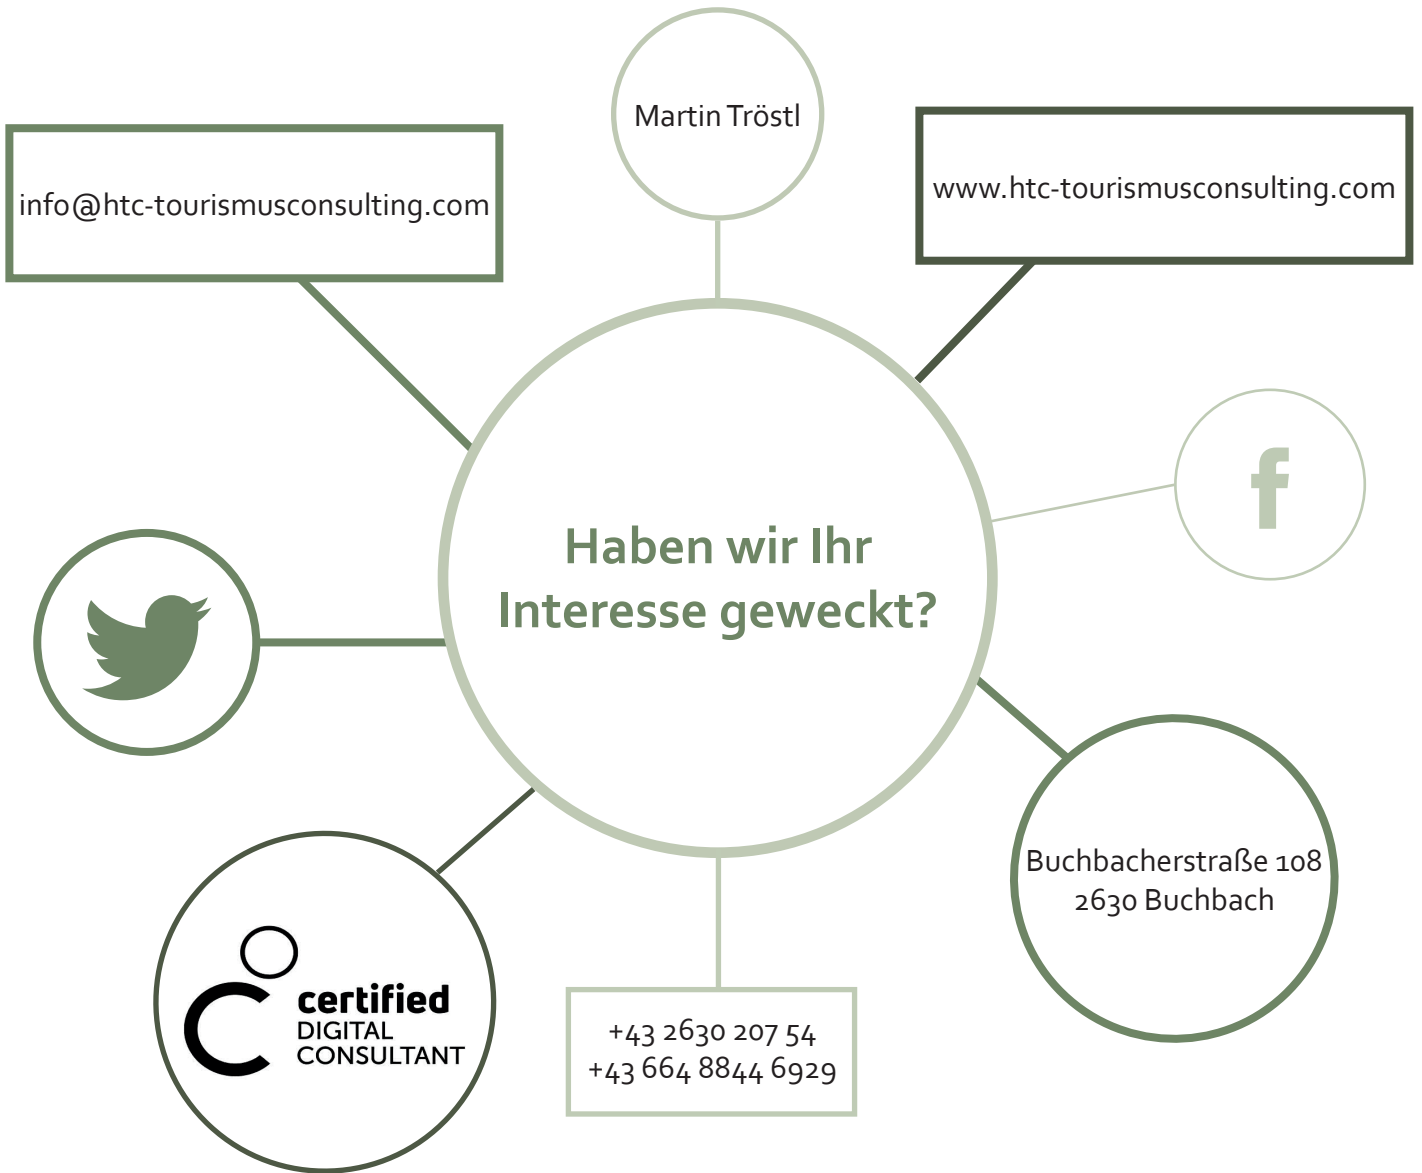 Martin Tröstl
info@htc-tourismusconsulting.com
www.htc-tourismusconsulting.com
f
Haben wir Ihr
Interesse geweckt?
Buchbacherstraße 108
2630 Buchbach
certified
DIGITAL
CONSULTANT
+43 2630 207 54
+43 664 8844 6929